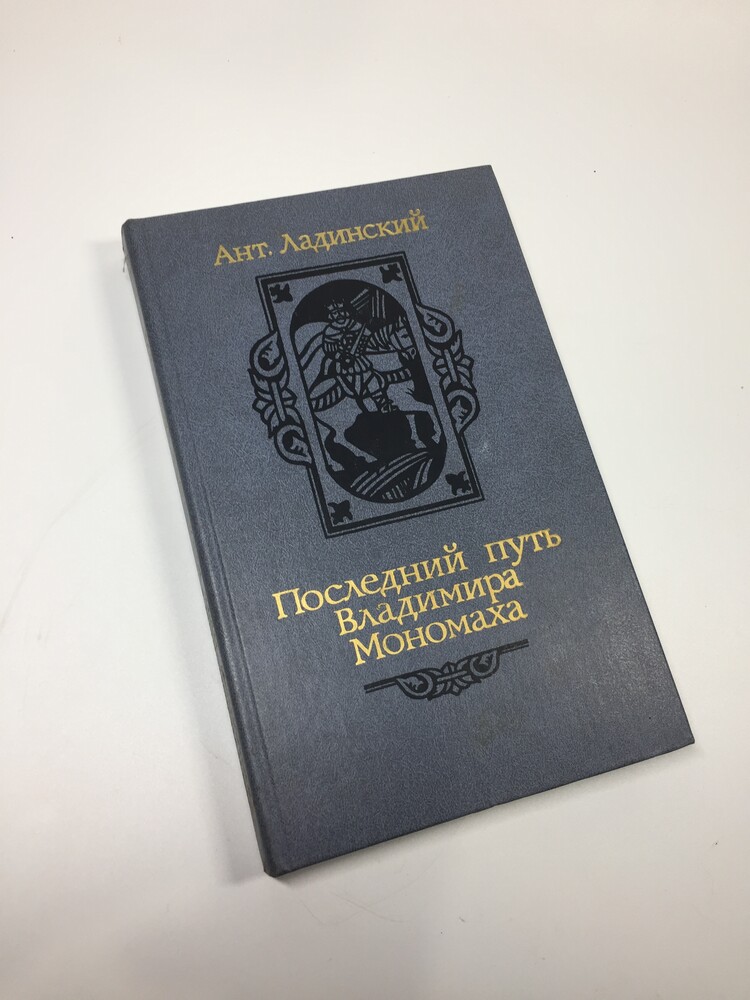 Ант. Ладинский
Последний путь
Владимира
Мономаха